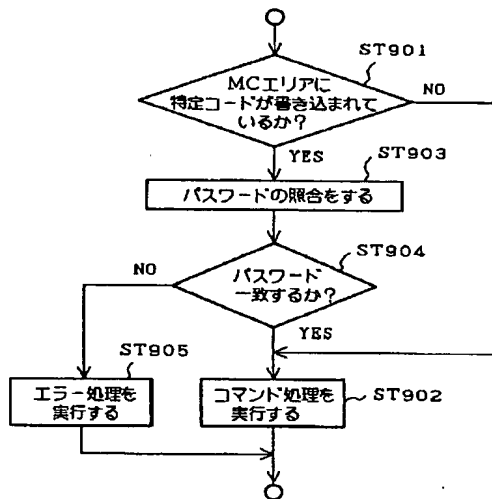 ST901
MCエリアに
特定コードが書き込まれて
いるか?
NO
YES
ST903
パスワードの照合をする
ST904
パスワード
一致するか?
NO
YES
ST905
エラー処理を
実行する
コマンド処理を
実行する
ST902